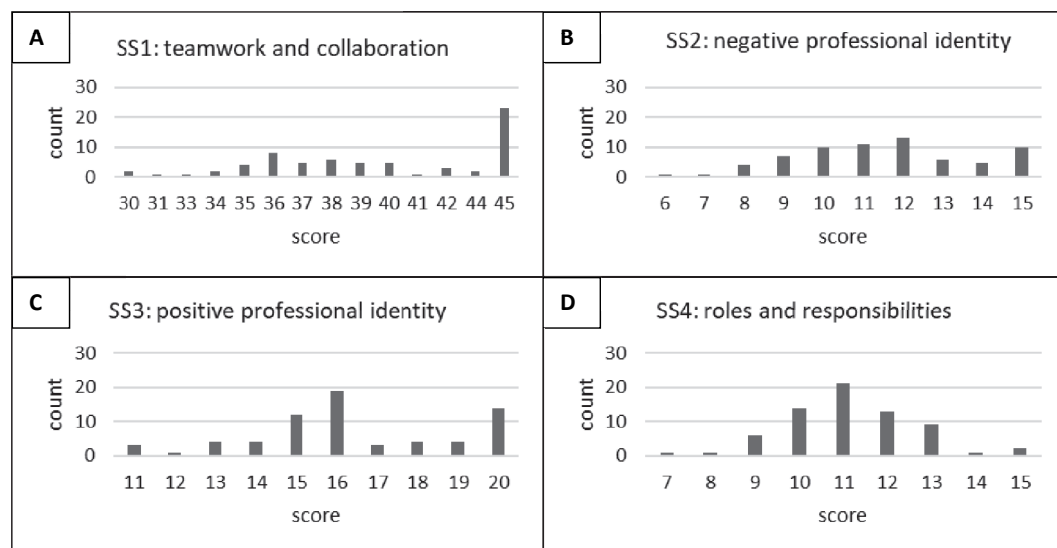 A
SS1: teamwork and collaboration
30
20
10
0
count
30 31 33 34 35 36 37 38 39 40 41 42 44 45
score
B
SS2: negative professional identity
30
20
10
0
count
6 7 8 9 10 11 12 13 14 15
score
C
SS3: positive professional identity
30
20
10
0
count
11 12 13 14 15 16 17 18 19 20
score
D
SS4: roles and responsibilities
30
20
10
0
count
7 8 9 10 11 12 13 14 15
score